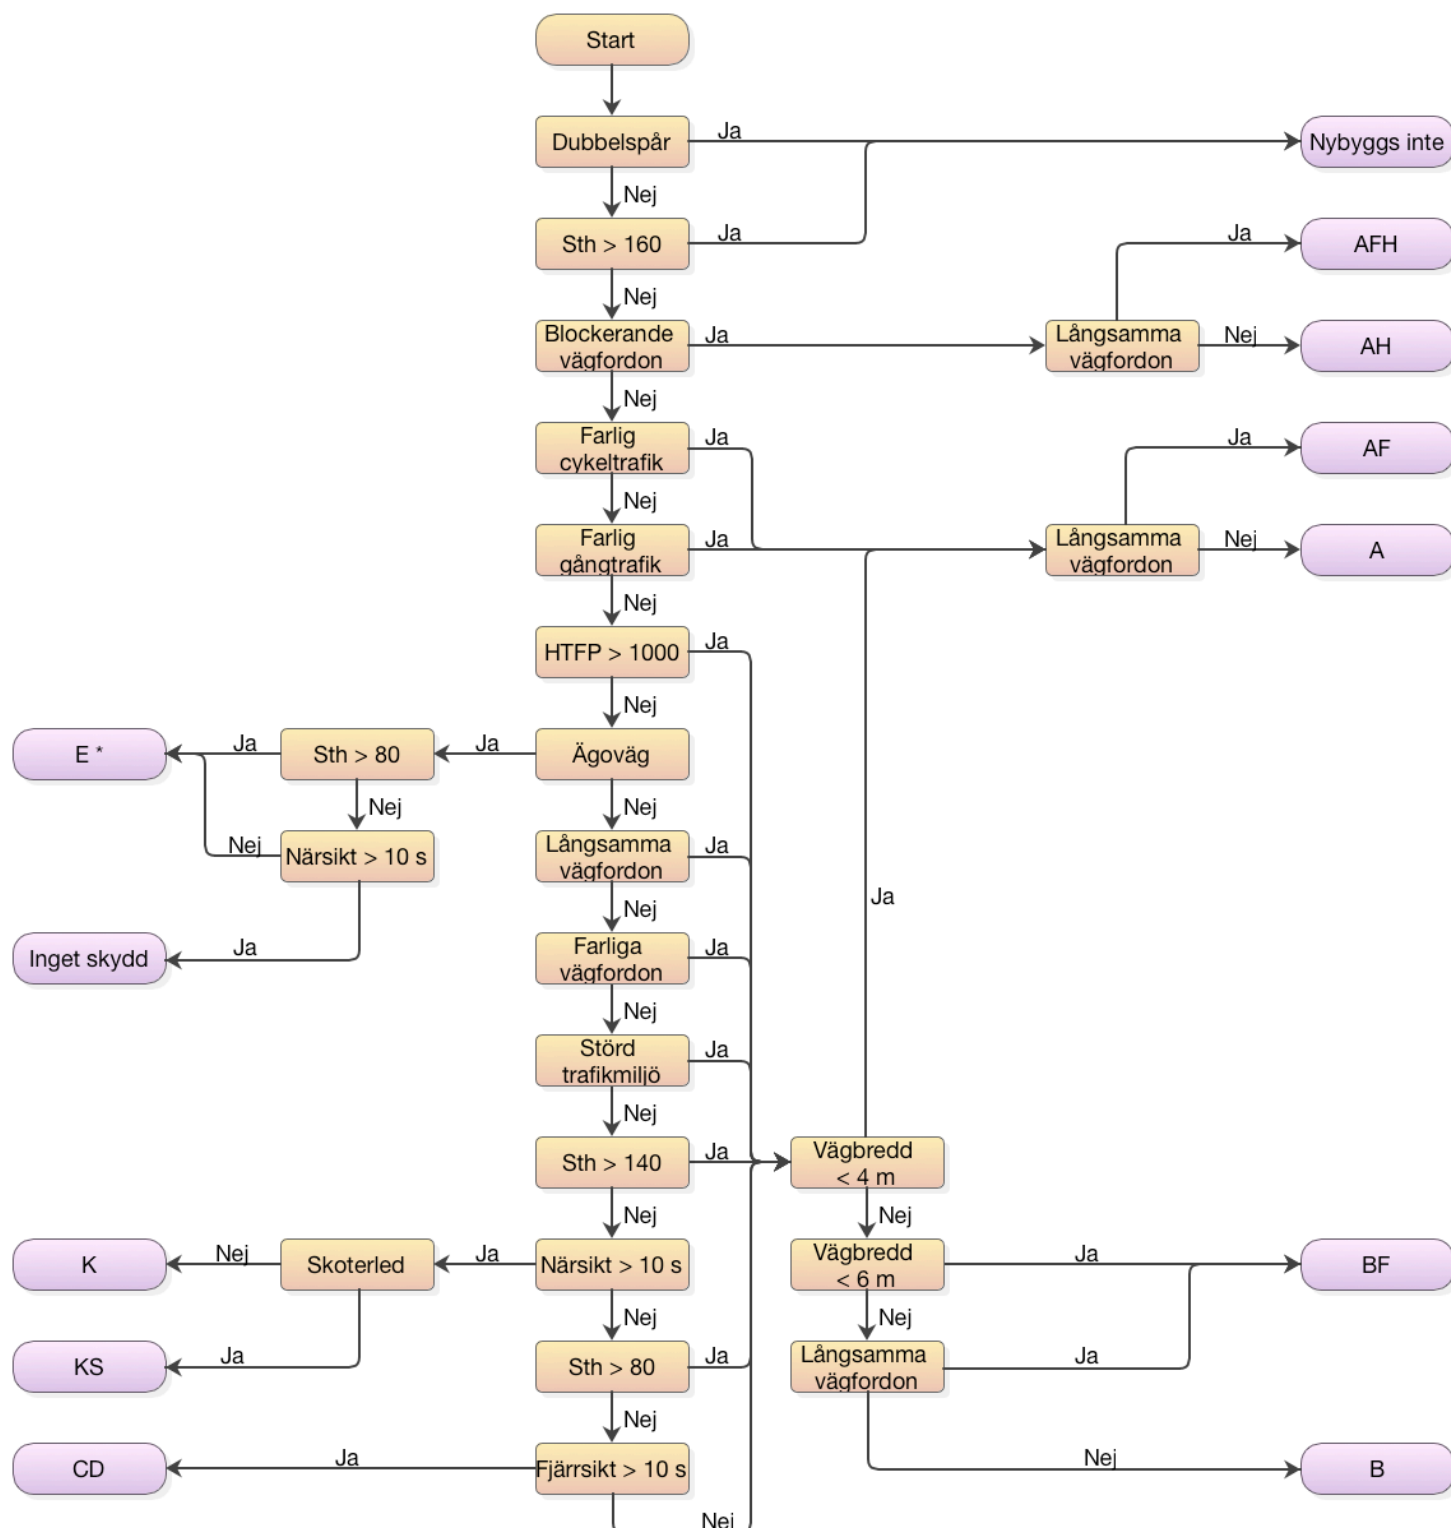 Start
Dubbelspår
Ja
Nybyggs inte
Nej
Sth > 160
Ja
Ja
AFH
Nej
Blockerande
vägfordon
Ja
Långsamma
vägfordon
Nej
AH
Nej
Farlig
cykeltrafik
Ja
Ja
AF
Nej
Farlig
gångtrafik
Ja
Långsamma
vägfordon
Nej
A
Nej
HTFP > 1000
Ja
Nej
E *
Ja
Sth > 80
Ja
Ägoväg
Nej
Nej
Nej
Närsikt > 10 s
Långsamma
vägfordon
Ja
Ja
Nej
Inget skydd
Ja
Farliga
vägfordon
Ja
Nej
Störd
trafikmiljö
Ja
Nej
Sth > 140
Ja
Vägbredd
< 4 m
Nej
Nej
K
Nej
Skoterled
Ja
Närsikt > 10 s
Vägbredd
< 6 m
Ja
BF
Nej
Nej
KS
Ja
Sth > 80
Ja
Långsamma
vägfordon
Ja
Nej
CD
Ja
Fjärrsikt > 10 s
Nej
B
Nej